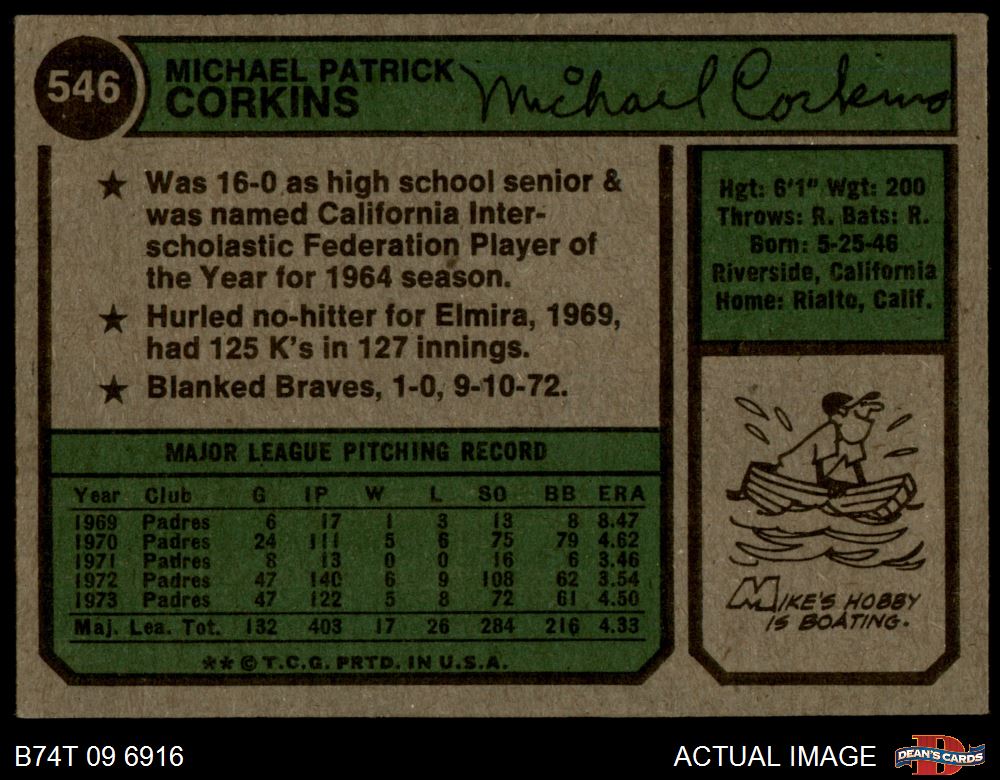 546
MICHAEL PATRICK
CORKINS
Michael Corkins
★ Was 16-0 as high school senior &
was named California Inter-
scholastic Federation Player of
the Year for 1964 season.
★ Hurled no-hitter for Elmira, 1969,
had 125 K's in 127 innings.
★ Blanked Braves, 1-0, 9-10-72.
Hgt: 6'1" Wgt: 200
Throws: R. Bats: R.
Born: 5-25-46
Riverside, California
Home: Rialto, Calif.
MAJOR LEAGUE PITCHING RECORD
Year Club G IP W L SO BB ERA
1969 Padres 6 17 1 3 13 8 8.47
1970 Padres 24 111 5 6 75 79 4.62
1971 Padres 8 13 0 0 16 6 3.46
1972 Padres 47 140 6 9 108 62 3.54
1973 Padres 47 122 5 8 72 61 4.50
Maj. Lea. Tot. 132 403 17 26 284 216 4.33
** © T.C.G. PRTD. IN U.S.A.
MIKE'S HOBBY
IS BOATING.
B74T 09 6916
ACTUAL IMAGE
DEAN'S CARDS